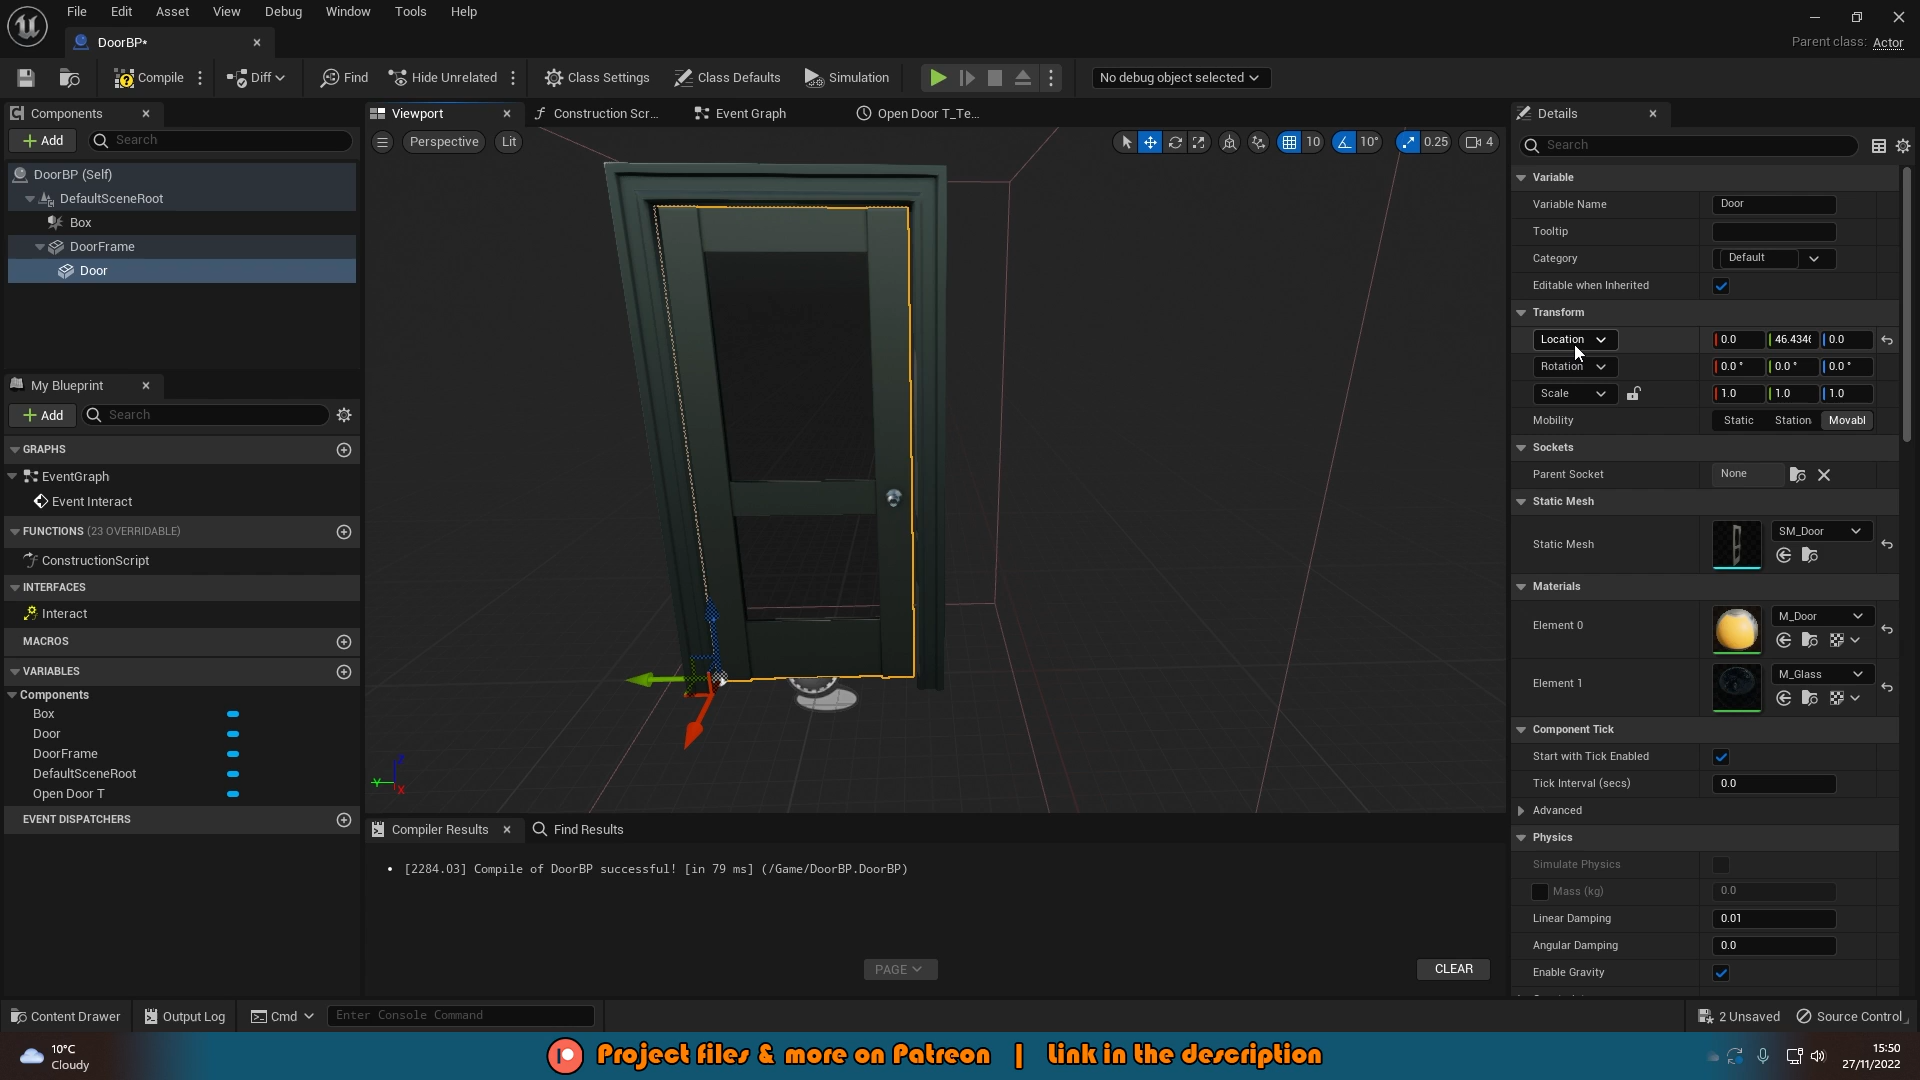 File Edit Asset View Debug Window Tools Help
DoorBP*
Parent class: Actor
Compile Diff Find Hide Unrelated Class Settings Class Defaults Simulation No debug object selected
Components
Add Search
DoorBP (Self)
DefaultSceneRoot
Box
DoorFrame
Door
My Blueprint
Add Search
GRAPHS
EventGraph
Event Interact
FUNCTIONS (23 OVERRIDABLE)
ConstructionScript
INTERFACES
Interact
MACROS
VARIABLES
Components
Box
Door
DoorFrame
DefaultSceneRoot
Open Door T
EVENT DISPATCHERS
Viewport Construction Scr... Event Graph Open Door T_Te...
Perspective Lit 10 10° 0.25 4
Z
Y
X
Compiler Results Find Results
• [2284.03] Compile of DoorBP successful! [in 79 ms] (/Game/DoorBP.DoorBP)
PAGE CLEAR
Details
Search
Variable
Variable Name Door
Tooltip
Category Default
Editable when Inherited
Transform
Location 0.0 46.434 0.0
Rotation 0.0 ° 0.0 ° 0.0 °
Scale 1.0 1.0 1.0
Mobility Static Station Movabl
Sockets
Parent Socket None
Static Mesh
Static Mesh SM_Door
Materials
Element 0 M_Door
Element 1 M_Glass
Component Tick
Start with Tick Enabled
Tick Interval (secs) 0.0
Advanced
Physics
Simulate Physics
Mass (kg) 0.0
Linear Damping 0.01
Angular Damping 0.0
Enable Gravity
Content Drawer Output Log Cmd Enter Console Command 2 Unsaved Source Control
10°C
Cloudy
Project files & more on Patreon | Link in the description
15:50
27/11/2022